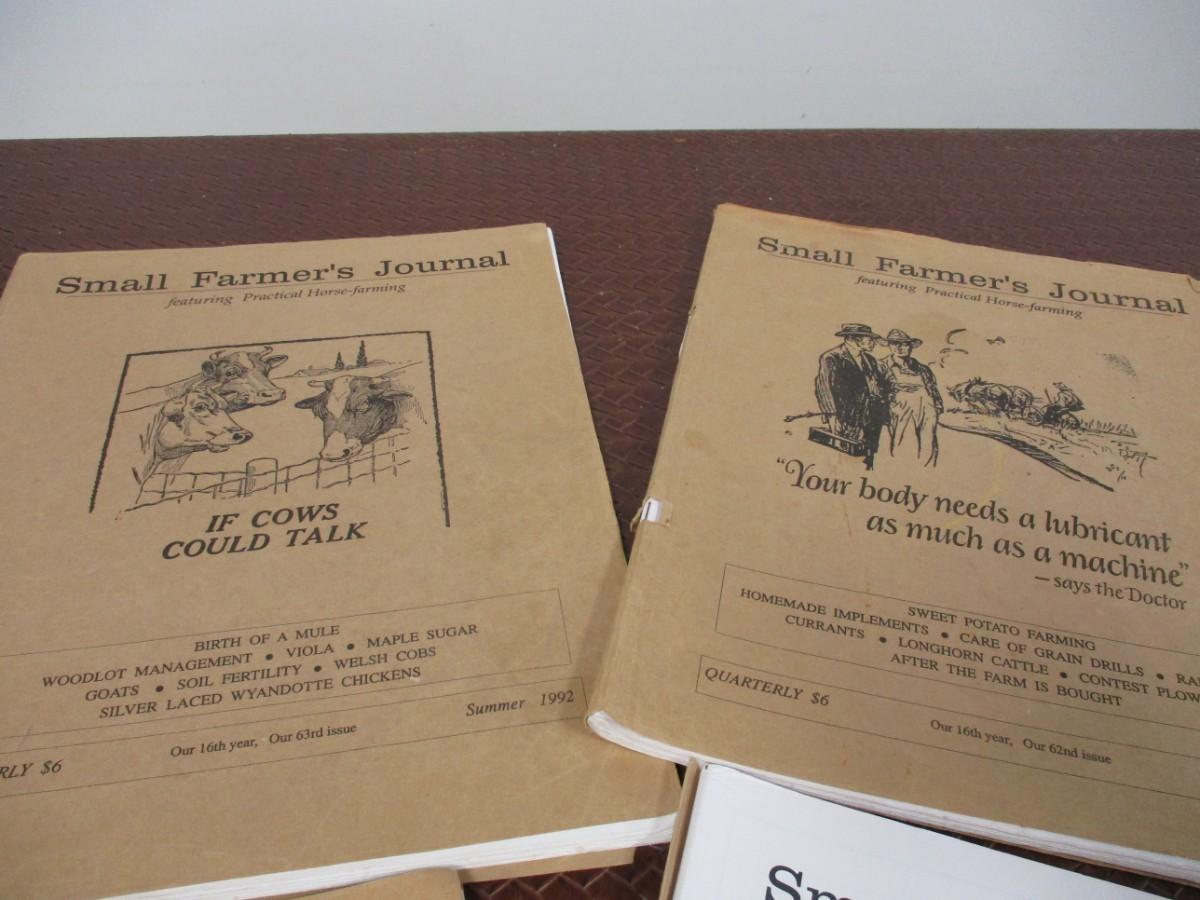 Small Farmer's Journal
featuring Practical Horse-farming
IF COWS
COULD TALK
BIRTH OF A MULE
WOODLOT MANAGEMENT • VIOLA • MAPLE SUGAR
GOATS • SOIL FERTILITY • WELSH COBS
SILVER LACED WYANDOTTE CHICKENS
Summer 1992
Our 16th year, Our 63rd issue
RLY $6
Small Farmer's Journal
featuring Practical Horse-farming
"Your body needs a lubricant
as much as a machine"
— says the Doctor
SWEET POTATO FARMING
HOMEMADE IMPLEMENTS • CARE OF GRAIN DRILLS •
CURRANTS • LONGHORN CATTLE • CONTEST PLOW
AFTER THE FARM IS BOUGHT
QUARTERLY $6
Our 16th year, Our 62nd issue
Sm